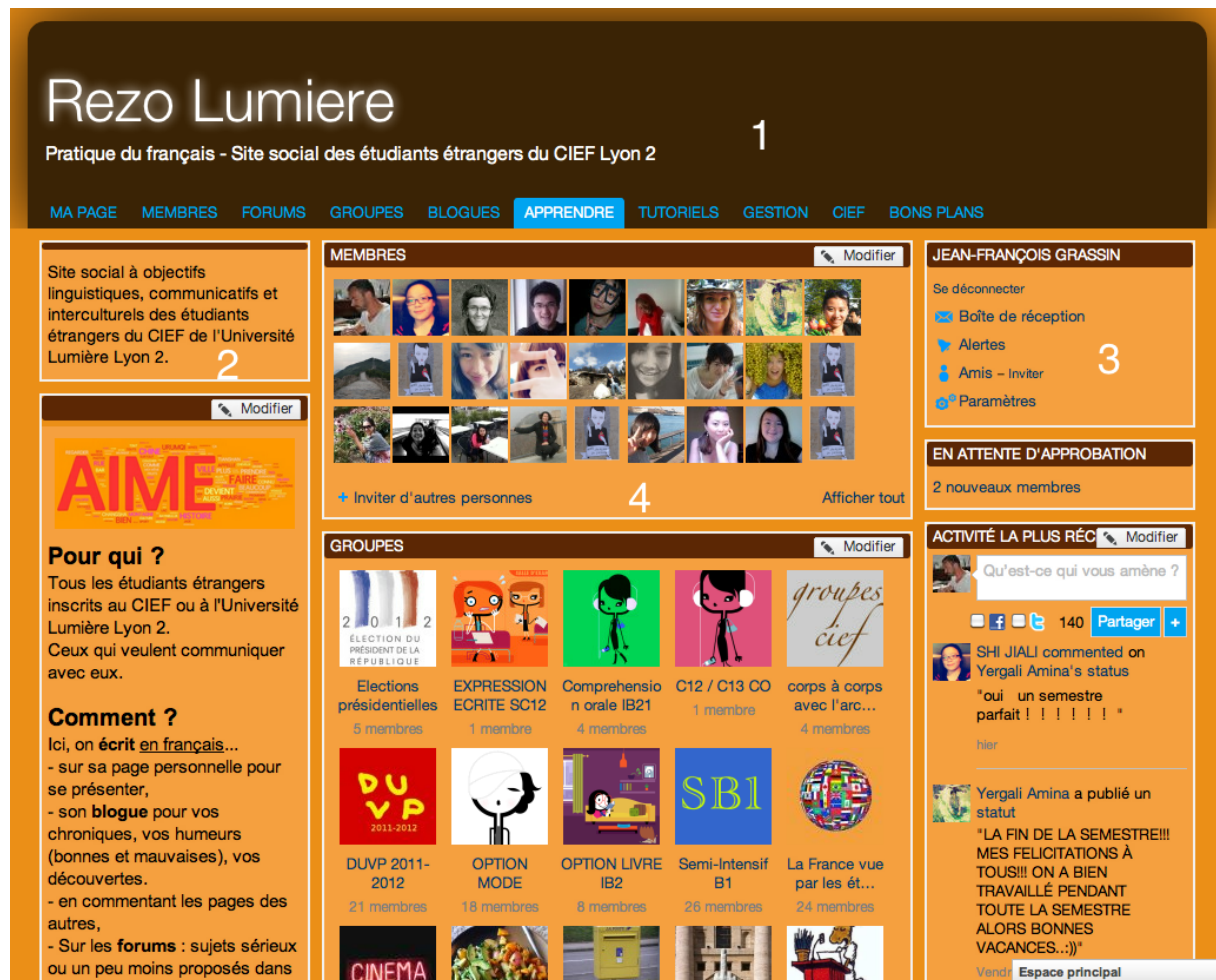 Rezo Lumiere
1
Pratique du français - Site social des étudiants étrangers du CIEF Lyon 2
MA PAGE MEMBRES FORUMS GROUPES BLOGUES APPRENDRE TUTORIELS GESTION CIEF BONS PLANS
Site social à objectifs
linguistiques, communicatifs et
interculturels des étudiants
étrangers du CIEF de l'Université
Lumière Lyon 2.
2
Modifier
AIME
Pour qui ?
Tous les étudiants étrangers
inscrits au CIEF ou à l'Université
Lumière Lyon 2.
Ceux qui veulent communiquer
avec eux.
Comment ?
Ici, on écrit en français...
- sur sa page personnelle pour
se présenter,
- son blogue pour vos
chroniques, vos humeurs
(bonnes et mauvaises), vos
découvertes.
- en commentant les pages des
autres,
- Sur les forums : sujets sérieux
ou un peu moins proposés dans
MEMBRES
Modifier
+ Inviter d'autres personnes
4
Afficher tout
GROUPES
Modifier
2 0 1 2
ÉLECTION DU
PRÉSIDENT DE LA
RÉPUBLIQUE
groupes
cief
Elections
présidentielles
5 membres
EXPRESSION
ECRITE SC12
1 membre
Comprehensio
n orale IB21
4 membres
C12 / C13 CO
1 membre
corps à corps
avec l'arc...
4 membres
DUVP
2011-2012
SB1
DUVP 2011-
2012
21 membres
OPTION
MODE
18 membres
OPTION LIVRE
IB2
8 membres
Semi-Intensif
B1
26 membres
La France vue
par les ét...
24 membres
CINEMA
JEAN-FRANÇOIS GRASSIN
Se déconnecter
Boîte de réception
Alertes
3
Amis – Inviter
Paramètres
EN ATTENTE D'APPROBATION
2 nouveaux membres
ACTIVITÉ LA PLUS RÉC
Modifier
Qu'est-ce qui vous amène ?
140 Partager +
SHI JIALI commented on
Yergali Amina's status
"oui un semestre
parfait ! ! ! ! ! ! "
hier
Yergali Amina a publié un
statut
"LA FIN DE LA SEMESTRE!!!
MES FELICITATIONS À
TOUS!!! ON A BIEN
TRAVAILLÉ PENDANT
TOUTE LA SEMESTRE
ALORS BONNES
VACANCES..:))"
Vendr
Espace principal